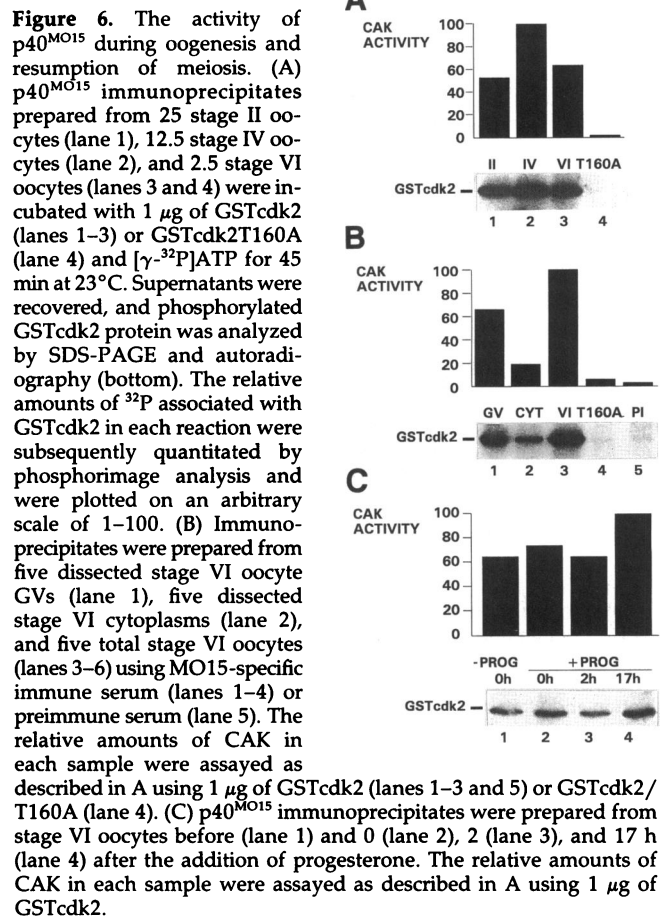 Figure 6. The activity of
p40MO15 during oogenesis and
resumption of meiosis. (A)
p40MO15 immunoprecipitates
prepared from 25 stage II oo-
cytes (lane 1), 12.5 stage IV oo-
cytes (lane 2), and 2.5 stage VI
oocytes (lanes 3 and 4) were in-
cubated with 1 μg of GSTcdk2
(lanes 1–3) or GSTcdk2T160A
(lane 4) and [γ-32P]ATP for 45
min at 23°C. Supernatants were
recovered, and phosphorylated
GSTcdk2 protein was analyzed
by SDS-PAGE and autoradi-
ography (bottom). The relative
amounts of 32P associated with
GSTcdk2 in each reaction were
subsequently quantitated by
phosphorimage analysis and
were plotted on an arbitrary
scale of 1–100. (B) Immuno-
precipitates were prepared from
five dissected stage VI oocyte
GVs (lane 1), five dissected
stage VI cytoplasms (lane 2),
and five total stage VI oocytes
(lanes 3–6) using MO15-specific
immune serum (lanes 1–4) or
preimmune serum (lane 5). The
relative amounts of CAK in
each sample were assayed as
described in A using 1 μg of GSTcdk2 (lanes 1–3 and 5) or GSTcdk2/
T160A (lane 4). (C) p40MO15 immunoprecipitates were prepared from
stage VI oocytes before (lane 1) and 0 (lane 2), 2 (lane 3), and 17 h
(lane 4) after the addition of progesterone. The relative amounts of
CAK in each sample were assayed as described in A using 1 μg of
GSTcdk2.
A
CAK
ACTIVITY
100
80
60
40
20
0
II IV VI T160A
GSTcdk2
1 2 3 4
B
CAK
ACTIVITY
100
80
60
40
20
0
GV CYT VI T160A PI
GSTcdk2
1 2 3 4 5
C
CAK
ACTIVITY
100
80
60
40
20
0
-PROG +PROG
0h 0h 2h 17h
GSTcdk2
1 2 3 4